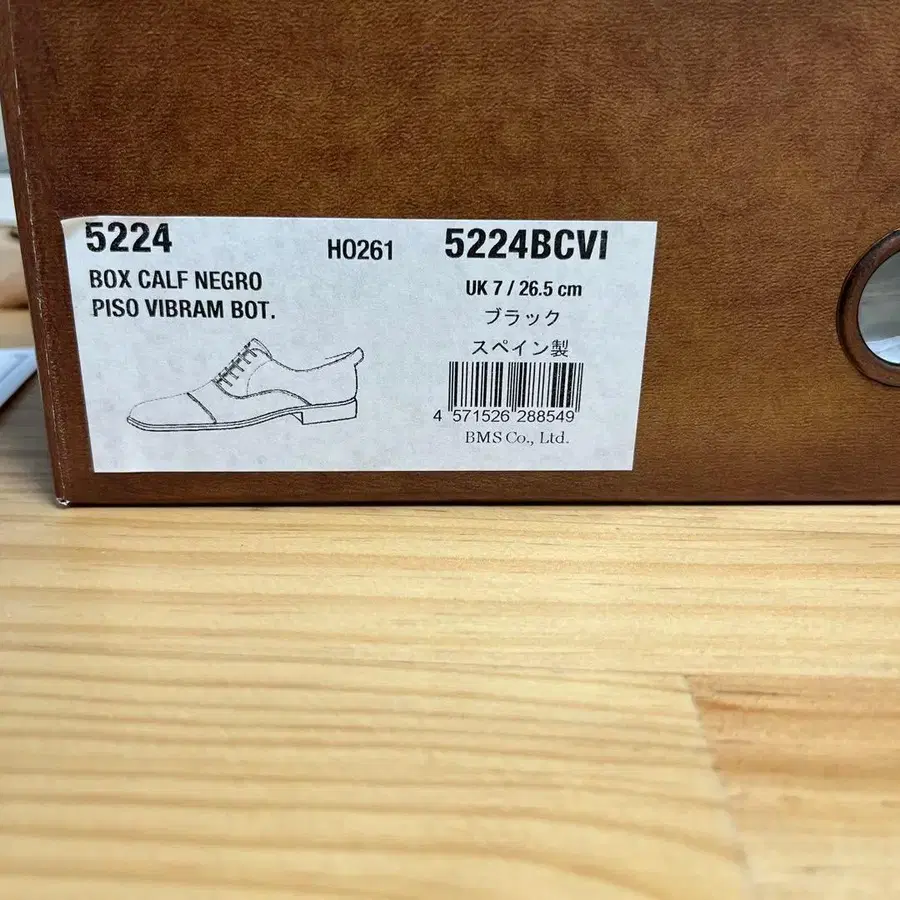 5224
HO261
5224BCVI
BOX CALF NEGRO
PISO VIBRAM BOT.
UK 7 / 26.5 cm
ブラック
スペイン製
4 571526 288549
BMS Co., Ltd.